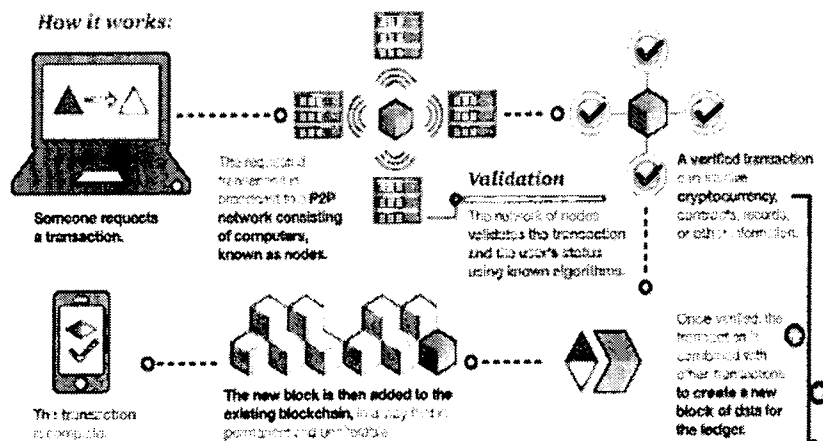 How it works:
Someone requects
a transaction.
The requested
transaction is
broadcast to a P2P
network consisting
of computers,
known as nodes.
Validation
The network of nodes
validates the transaction
and the user's status
using known algorithms.
A verified transaction
can involve
cryptocurrency,
contracts, records,
or other information.
Once verified, the
transaction is
combined with
other transactions
to create a new
block of data for
the ledger.
The new block is then added to the
existing blockchain, in a way that is
permanent and unalterable.
The transaction
is complete.